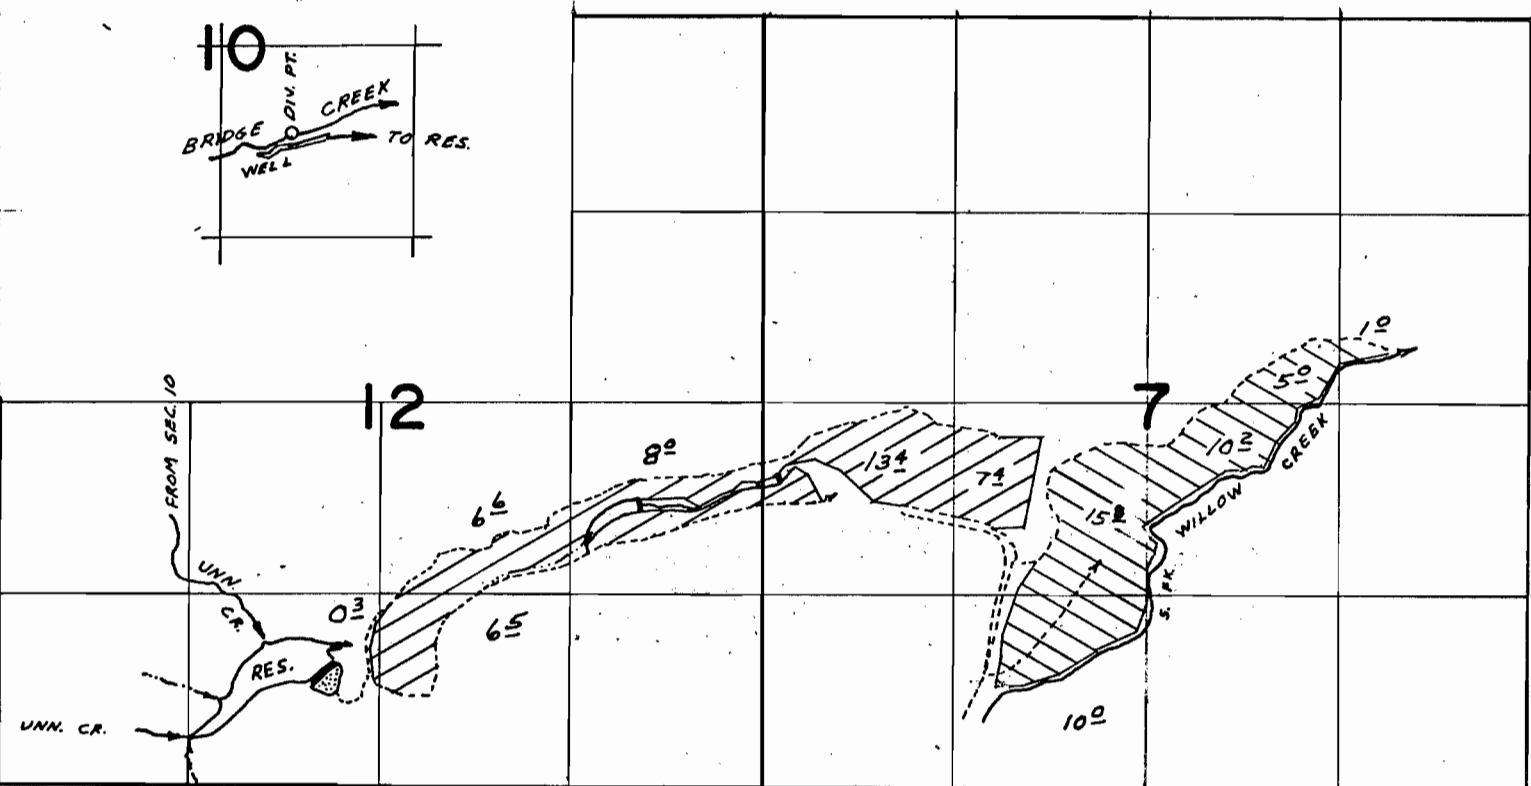 10
DIV. PT.
BRIDGE CREEK
TO RES.
WELL
FROM SEC. 10
12
7
1 0
5 0
10 2
CREEK
WILLOW
S. FK.
8 0
13 4
7 4
6 6
UNN. CR.
0 3
6 5
RES.
UNN. CR.
10 0